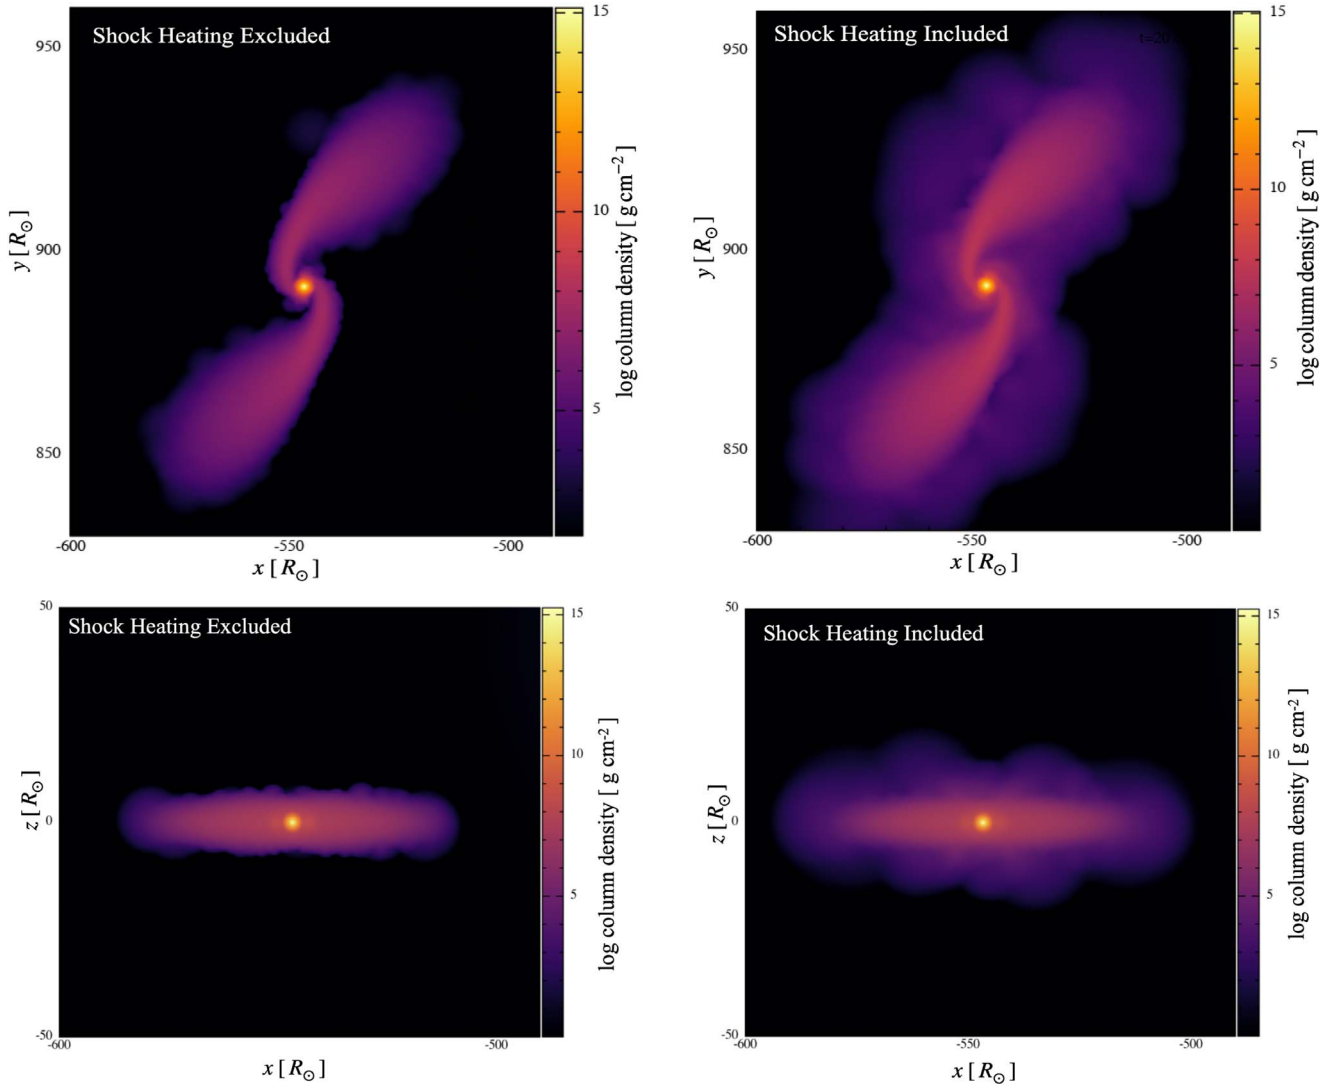 Shock Heating Excluded
950
900
850
y [ R⊙ ]
-600
-550
-500
x [ R⊙ ]
15
10
5
log column density [ g cm−2 ]
Shock Heating Included
t=20
950
900
850
y [ R⊙ ]
-600
-550
-500
x [ R⊙ ]
15
10
5
log column density [ g cm−2 ]
Shock Heating Excluded
50
0
-50
z [ R⊙ ]
-600
-500
x [ R⊙ ]
15
10
5
log column density [ g cm-2 ]
Shock Heating Included
50
0
-50
z [ R⊙ ]
-600
-550
-500
x [ R⊙ ]
15
10
5
log column density [ g cm-2 ]